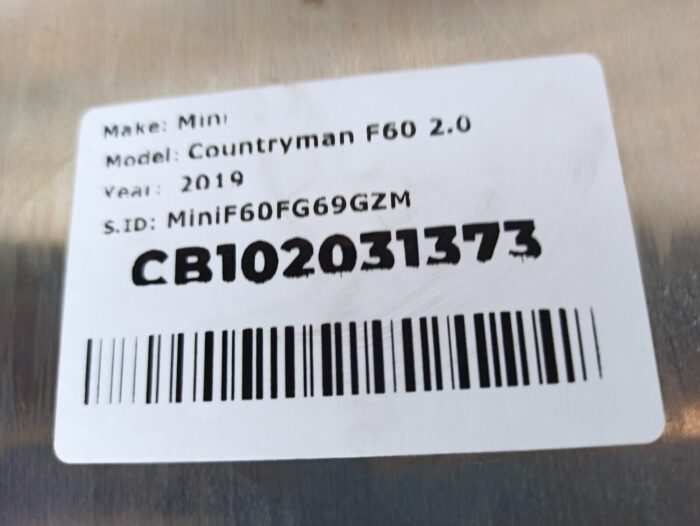 Make: Mini
Model: Countryman F60 2.0
Year: 2019
S.ID: MiniF60FG69GZM
CB102031373